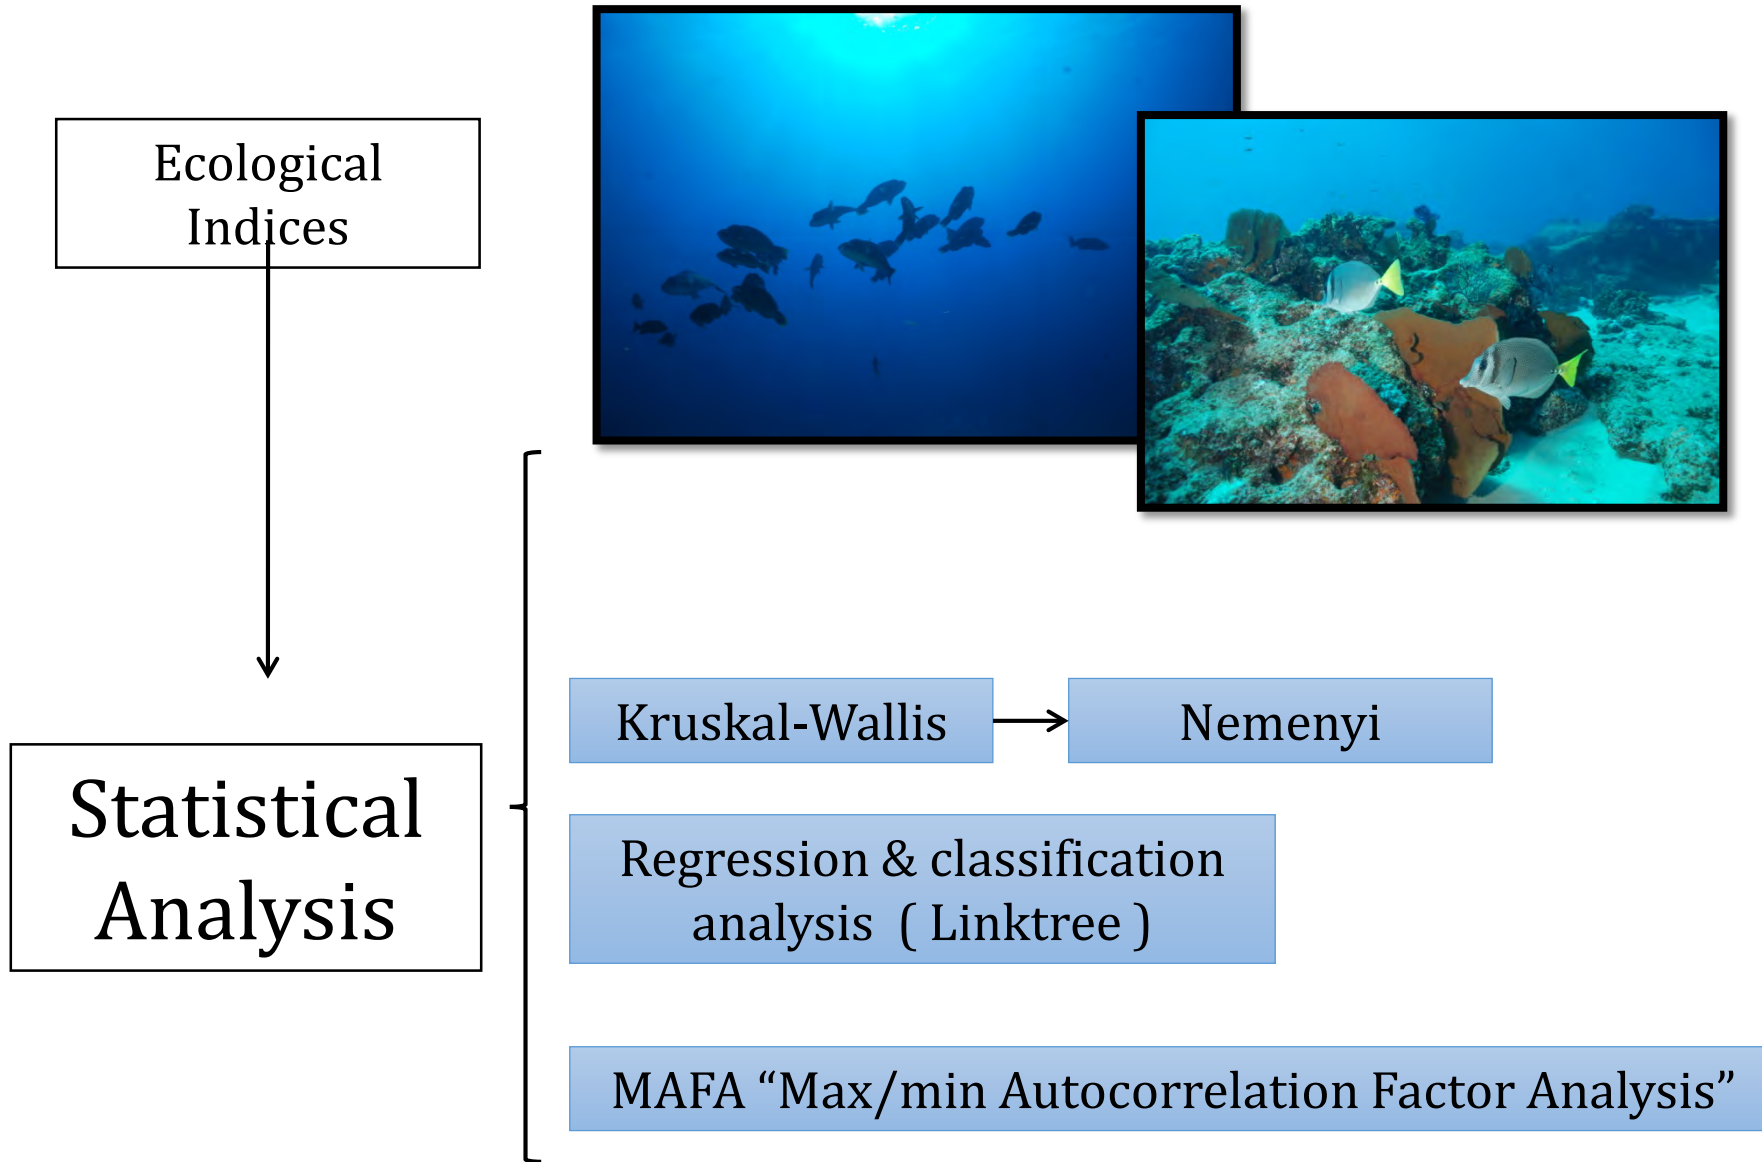 Ecological
Indices
Statistical
Analysis
Kruskal-Wallis
Nemenyi
Regression & classification
analysis ( Linktree )
MAFA “Max/min Autocorrelation Factor Analysis”